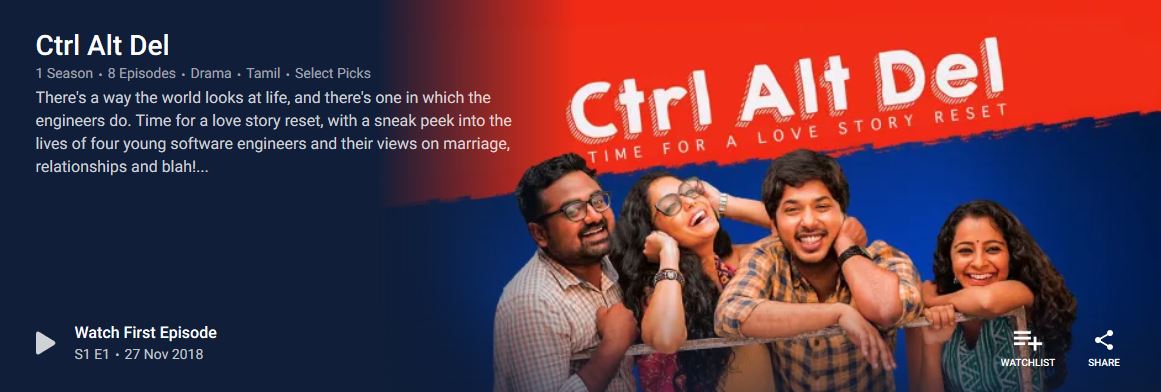 Ctrl Alt Del
1 Season • 8 Episodes • Drama • Tamil • Select Picks
There's a way the world looks at life, and there's one in which the
engineers do. Time for a love story reset, with a sneak peek into the
lives of four young software engineers and their views on marriage,
relationships and blah!...
Ctrl Alt Del
TIME FOR A LOVE STORY RESET
Watch First Episode
S1 E1 • 27 Nov 2018
WATCHLIST
SHARE